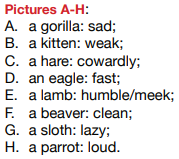 Pictures A-H:
A. a gorilla: sad;
B. a kitten: weak;
C. a hare: cowardly;
D. an eagle: fast;
E. a lamb: humble/meek;
F. a beaver: clean;
G. a sloth: lazy;
H. a parrot: loud.